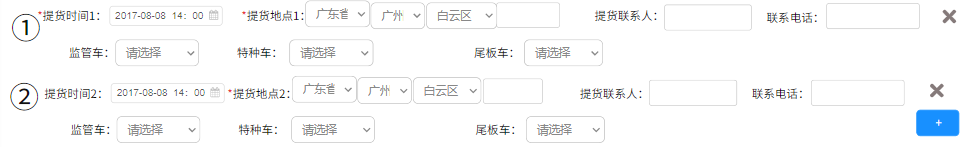 ① *提货时间1： 2017-08-08 14：00 *提货地点1： 广东省 广州 白云区 提货联系人： 联系电话：
监管车： 请选择 特种车： 请选择 尾板车： 请选择
② 提货时间2： 2017-08-08 14：00 *提货地点2： 广东省 广州 白云区 提货联系人： 联系电话：
监管车： 请选择 特种车： 请选择 尾板车： 请选择
+